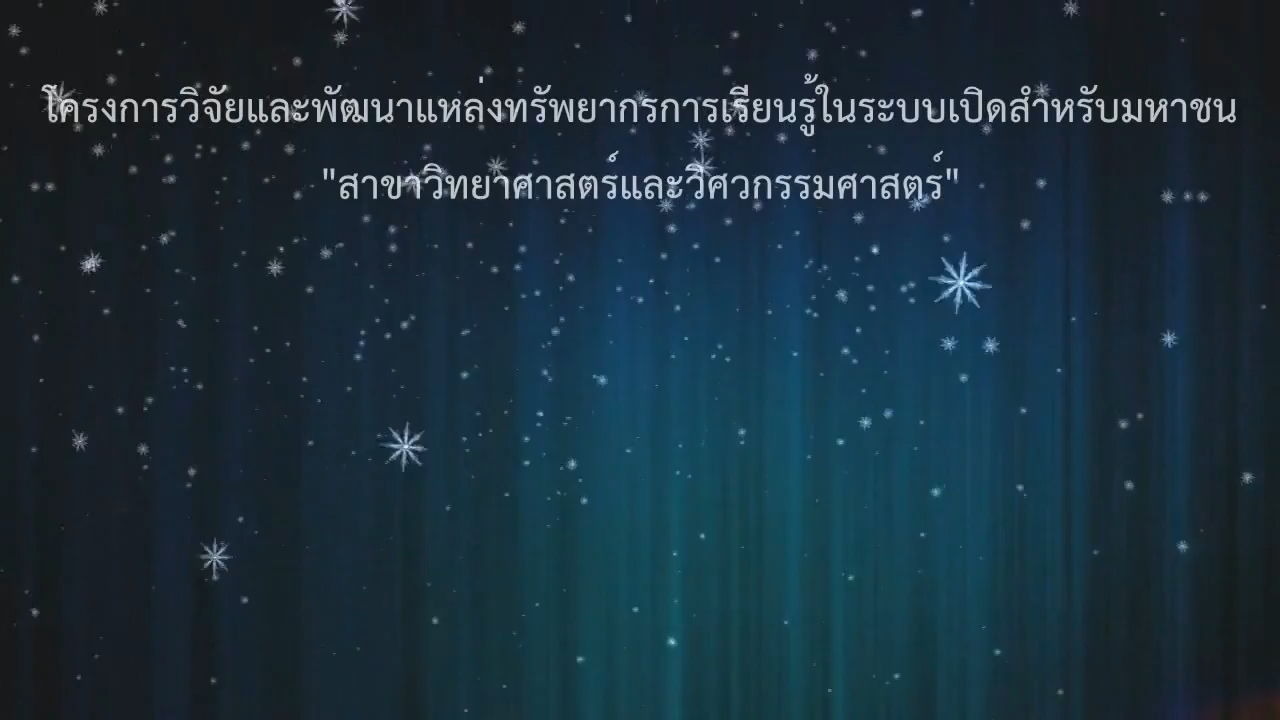 โครงการวิจัยและพัฒนาแหล่งทรัพยากรการเรียนรู้ในระบบเปิดสำหรับมหาชน
"สาขาวิทยาศาสตร์และวิศวกรรมศาสตร์"